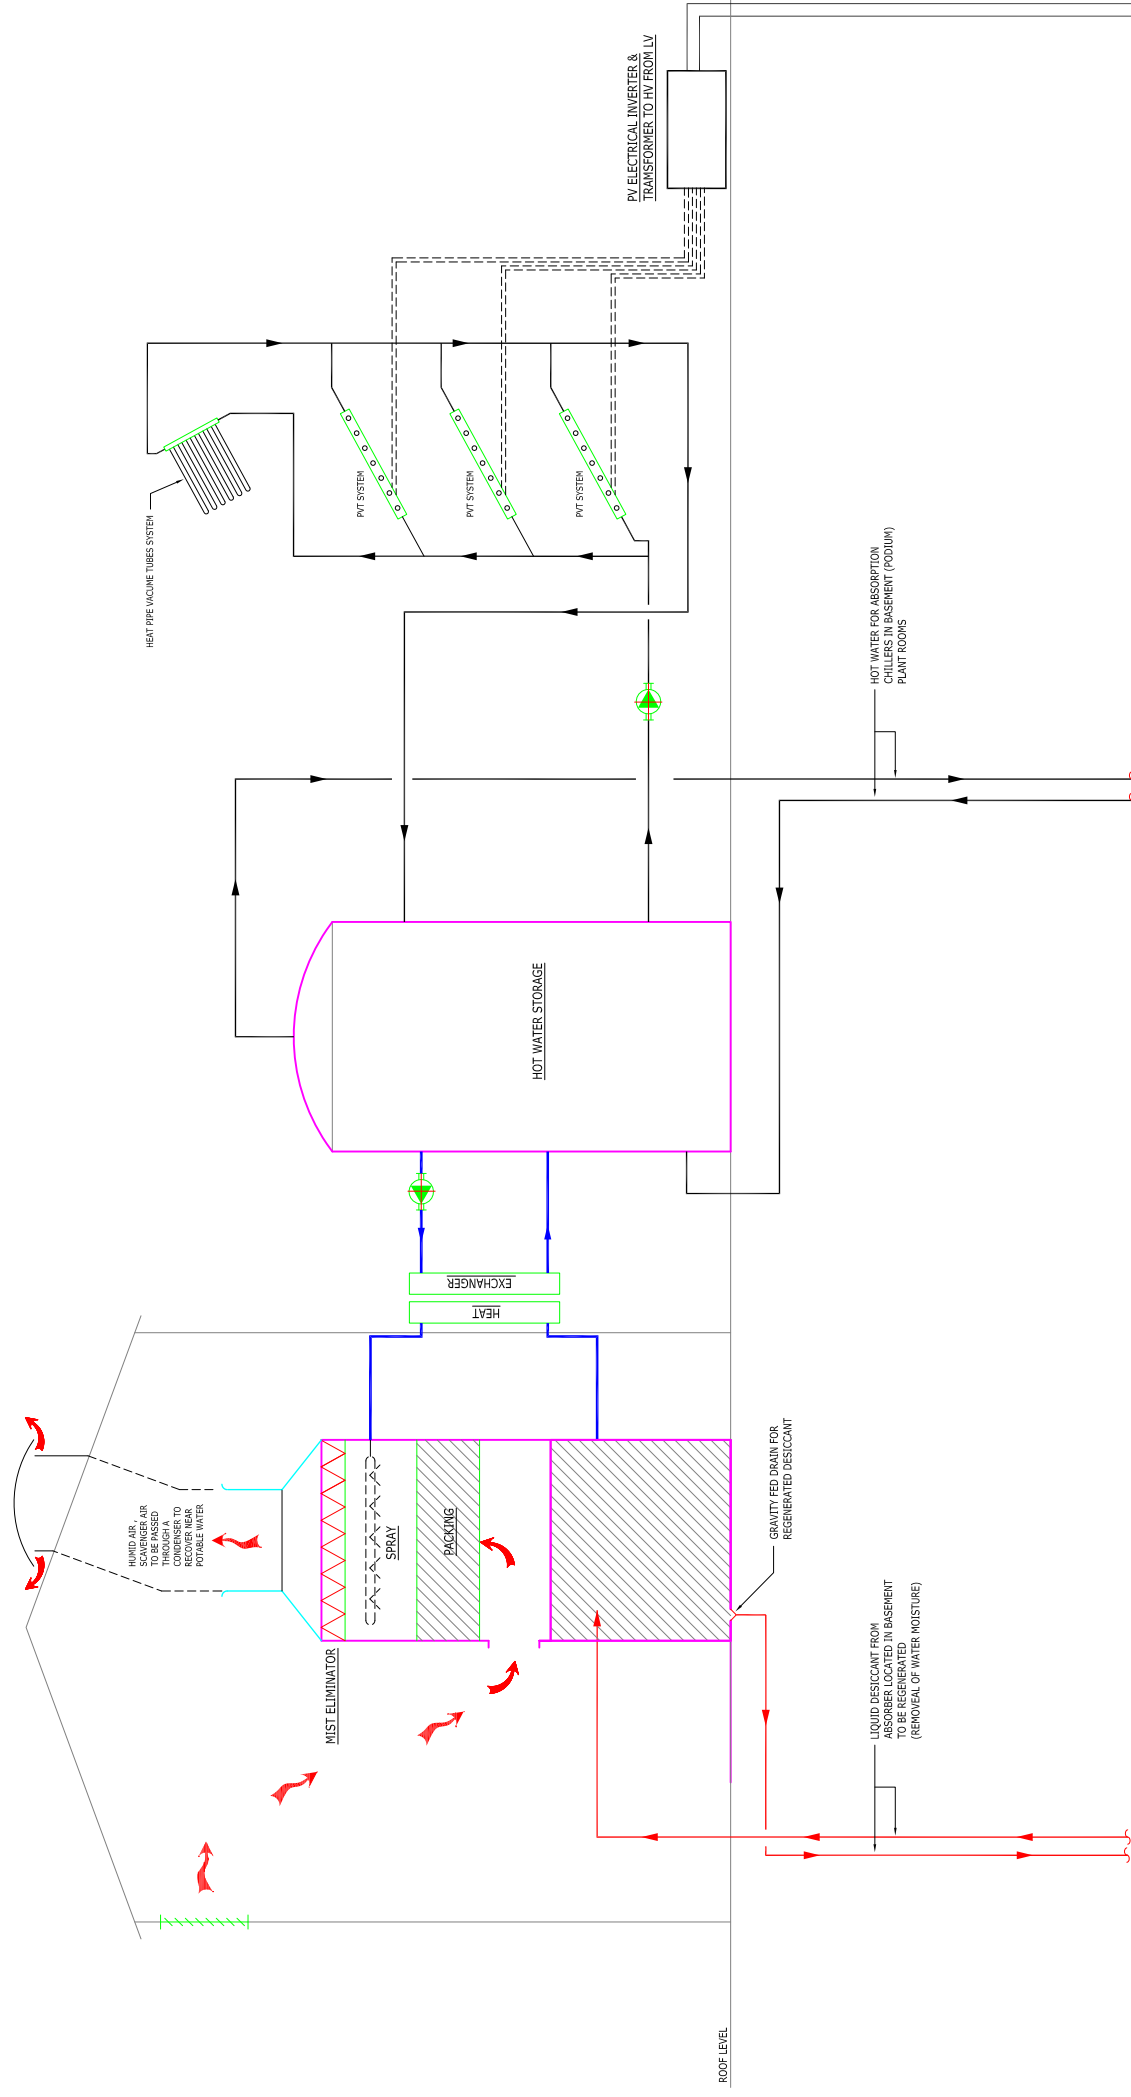 HUMID AIR ,
SCAVENGER AIR
TO BE PASSED
THROUGH A
CONDENSER TO
RECOVER NEAR
POTABLE WATER
MIST ELIMINATOR
SPRAY
PACKING
HEAT
EXCHANGER
HOT WATER STORAGE
HEAT PIPE VACUME TUBES SYSTEM
PVT SYSTEM
PVT SYSTEM
PVT SYSTEM
PV ELECTRICAL INVERTER &
TRAMSFORMER TO HV FROM LV
ROOF LEVEL
LIQUID DESICCANT FROM
ABSORBER LOCATED IN BASEMENT
TO BE REGENERATED
(REMOVEAL OF WATER MOISTURE)
GRAVITY FED DRAIN FOR
REGENERATED DESICCANT
HOT WATER FOR ABSORPTION
CHILLERS IN BASEMENT (PODIUM)
PLANT ROOMS